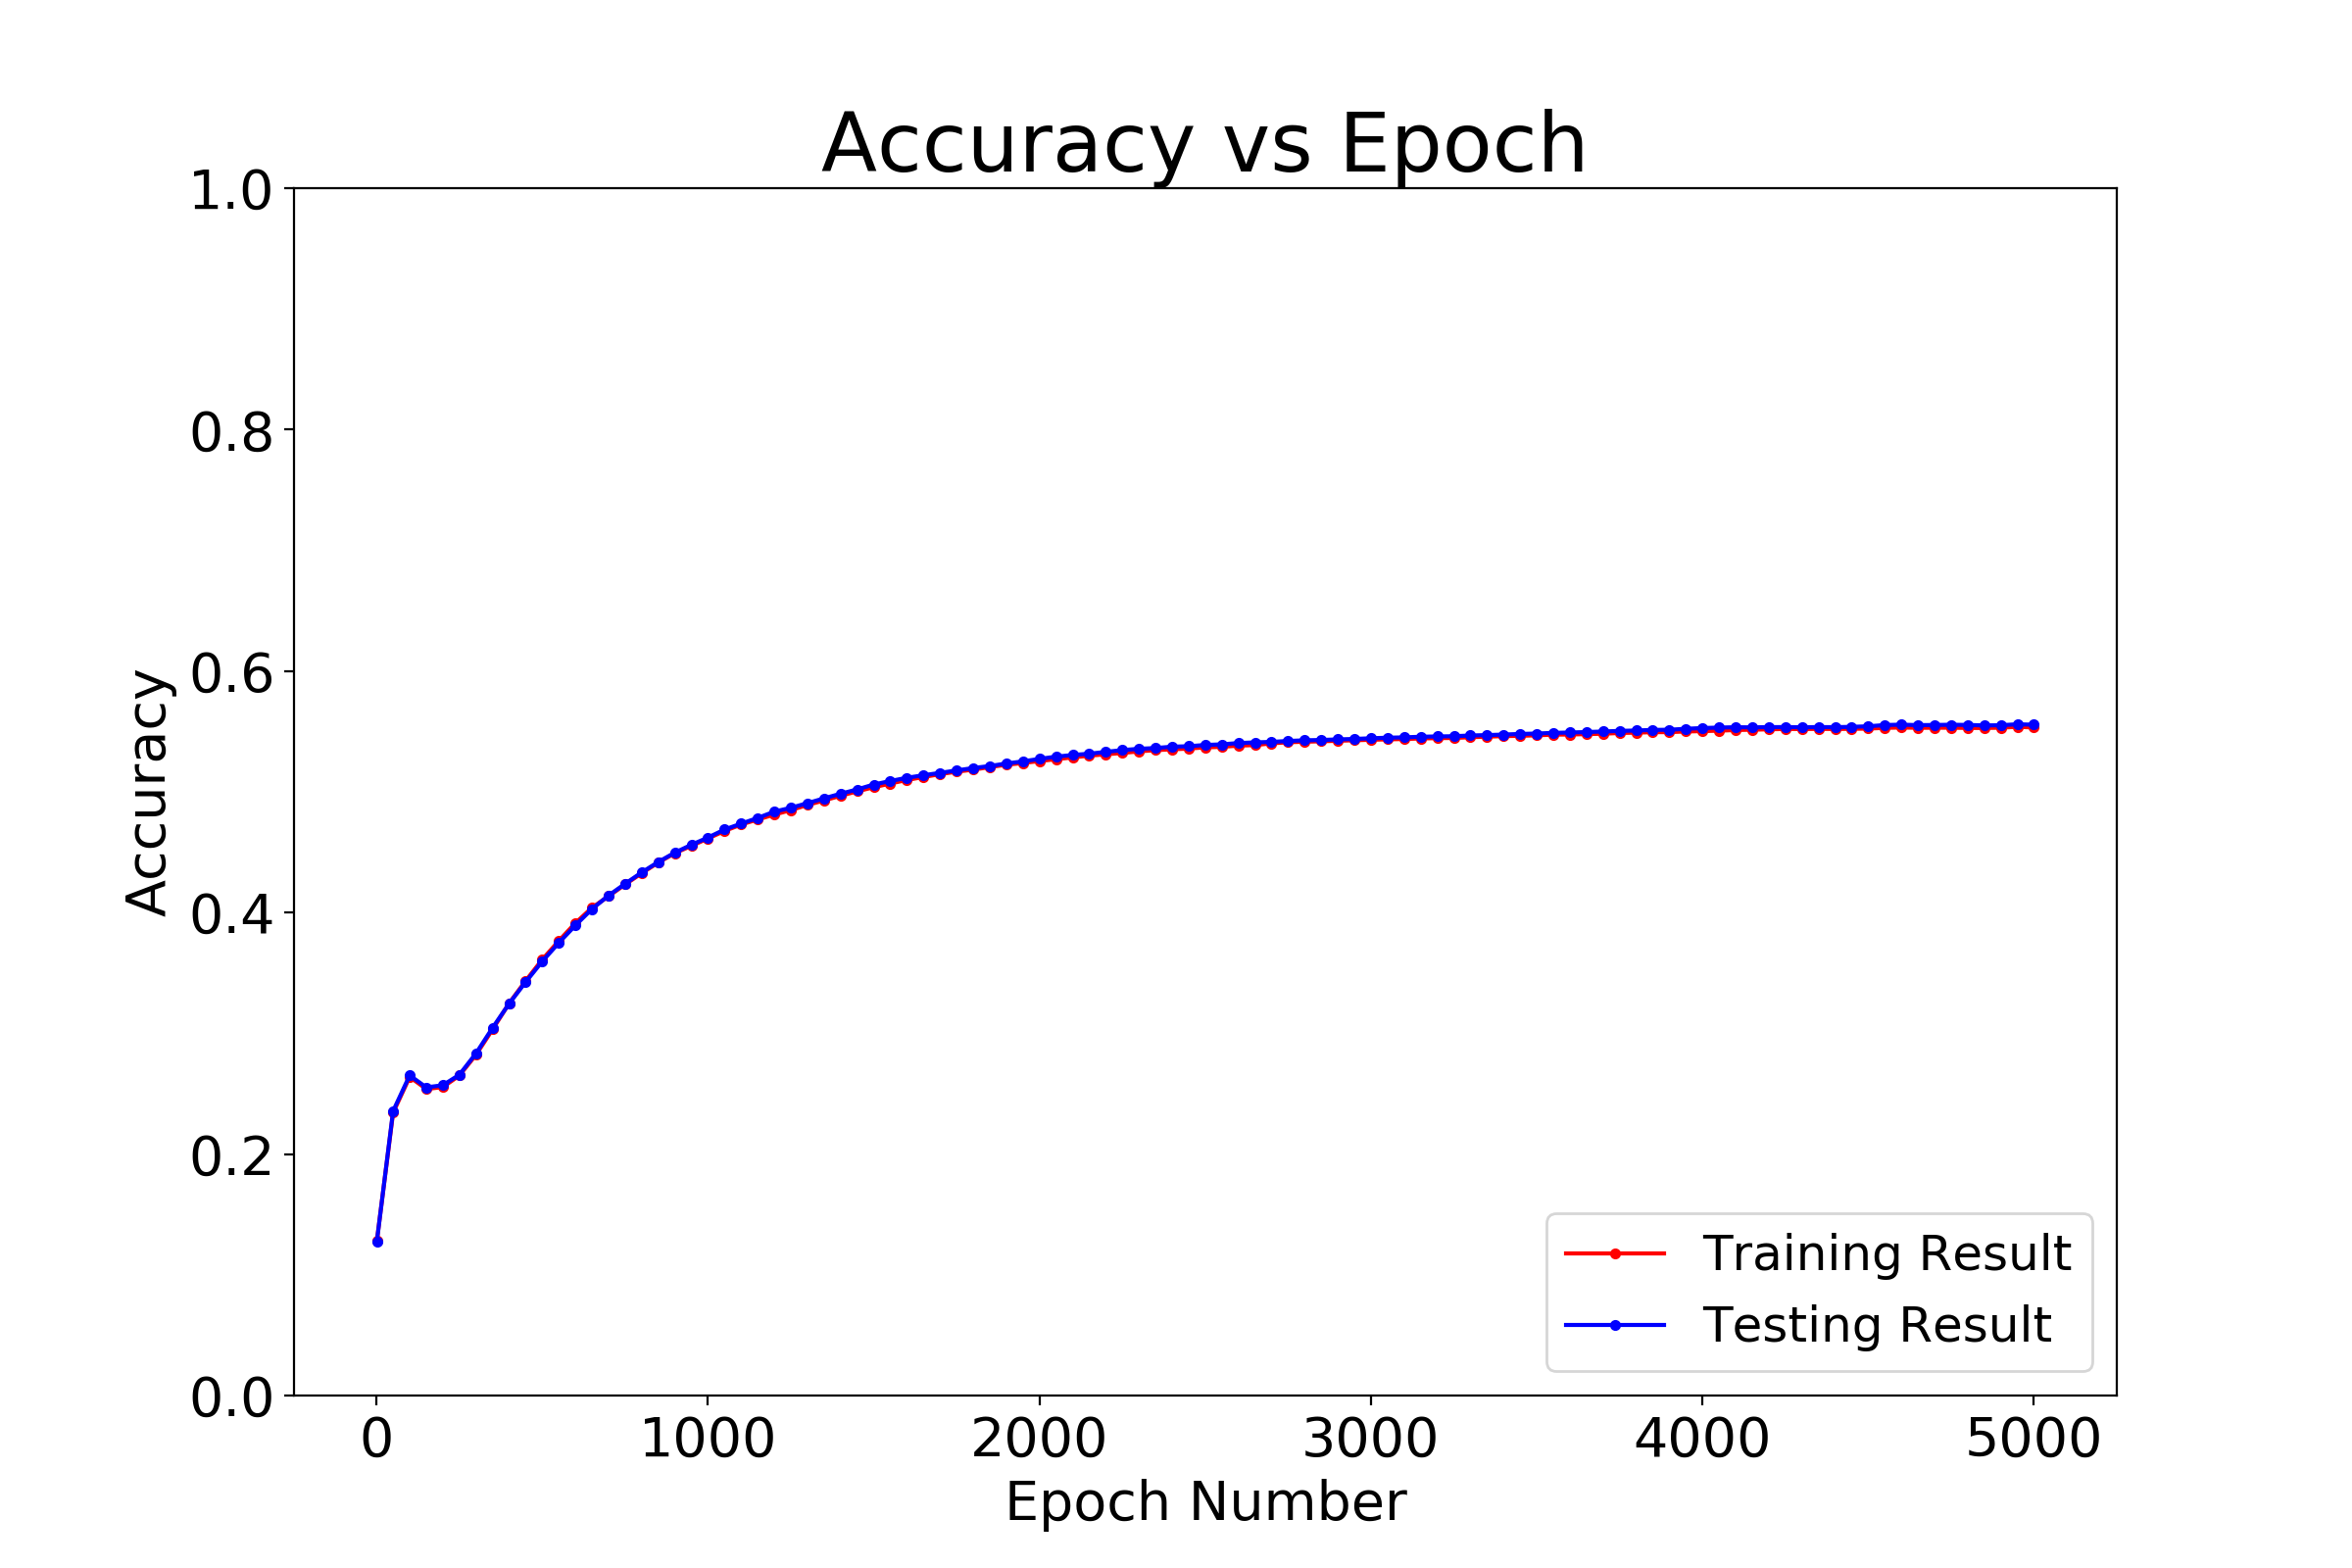 Accuracy vs Epoch
1.0
0.8
0.6
0.4
0.2
0.0
Accuracy
0 1000 2000 3000 4000 5000
Epoch Number
Training Result
Testing Result